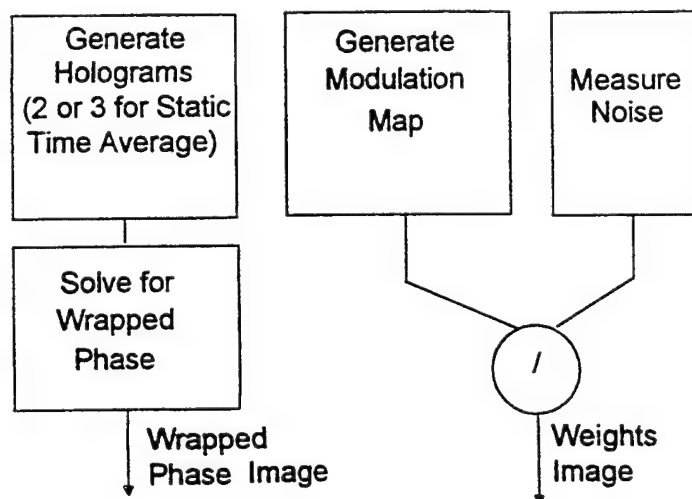 Generate
Holograms
(2 or 3 for Static
Time Average)
Solve for
Wrapped
Phase
Wrapped
Phase Image
Generate
Modulation
Map
Measure
Noise
/
Weights
Image